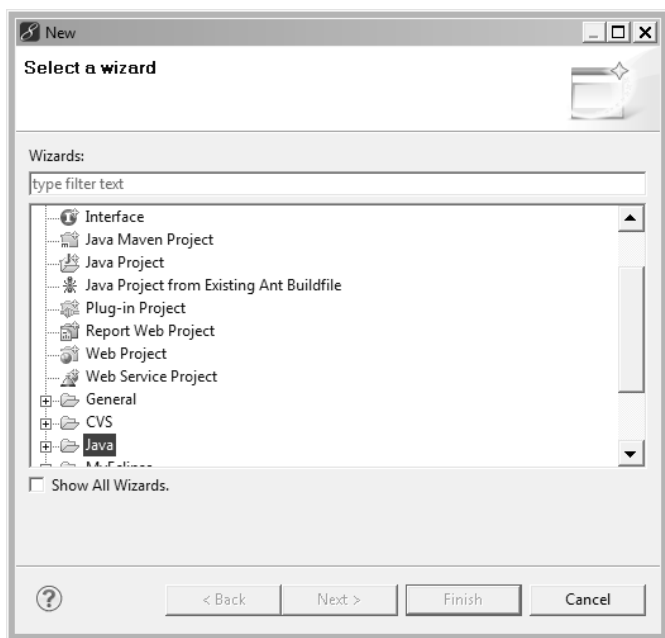 New
Select a wizard
Wizards:
type filter text
Interface
Java Maven Project
Java Project
Java Project from Existing Ant Buildfile
Plug-in Project
Report Web Project
Web Project
Web Service Project
General
CVS
Java
MyEclipse
Show All Wizards.
< Back Next > Finish Cancel